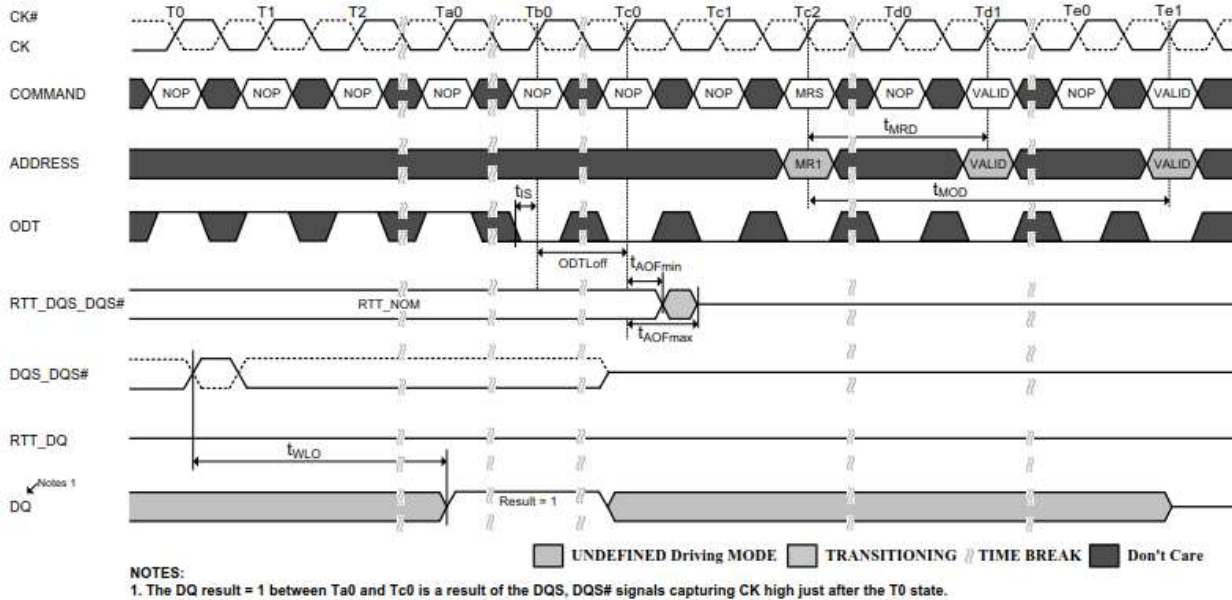 CK#
T0 T1 T2 Ta0 Tb0 Tc0 Tc1 Tc2 Td0 Td1 Te0 Te1
CK
COMMAND NOP NOP NOP NOP NOP NOP NOP MRS NOP VALID NOP VALID
tMRD
ADDRESS MR1 VALID VALID
tIS tMOD
ODT
ODTLoff tAOFmin
RTT_DQS_DQS# RTT_NOM
tAOFmax
DQS_DQS#
RTT_DQ
tWLO
Notes 1
DQ Result = 1
UNDEFINED Driving MODE TRANSITIONING TIME BREAK Don't Care
NOTES:
1. The DQ result = 1 between Ta0 and Tc0 is a result of the DQS, DQS# signals capturing CK high just after the T0 state.